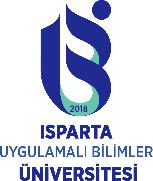 2018
ISPARTA
UYGULAMALI BİLİMLER
ÜNİVERSİTESİ